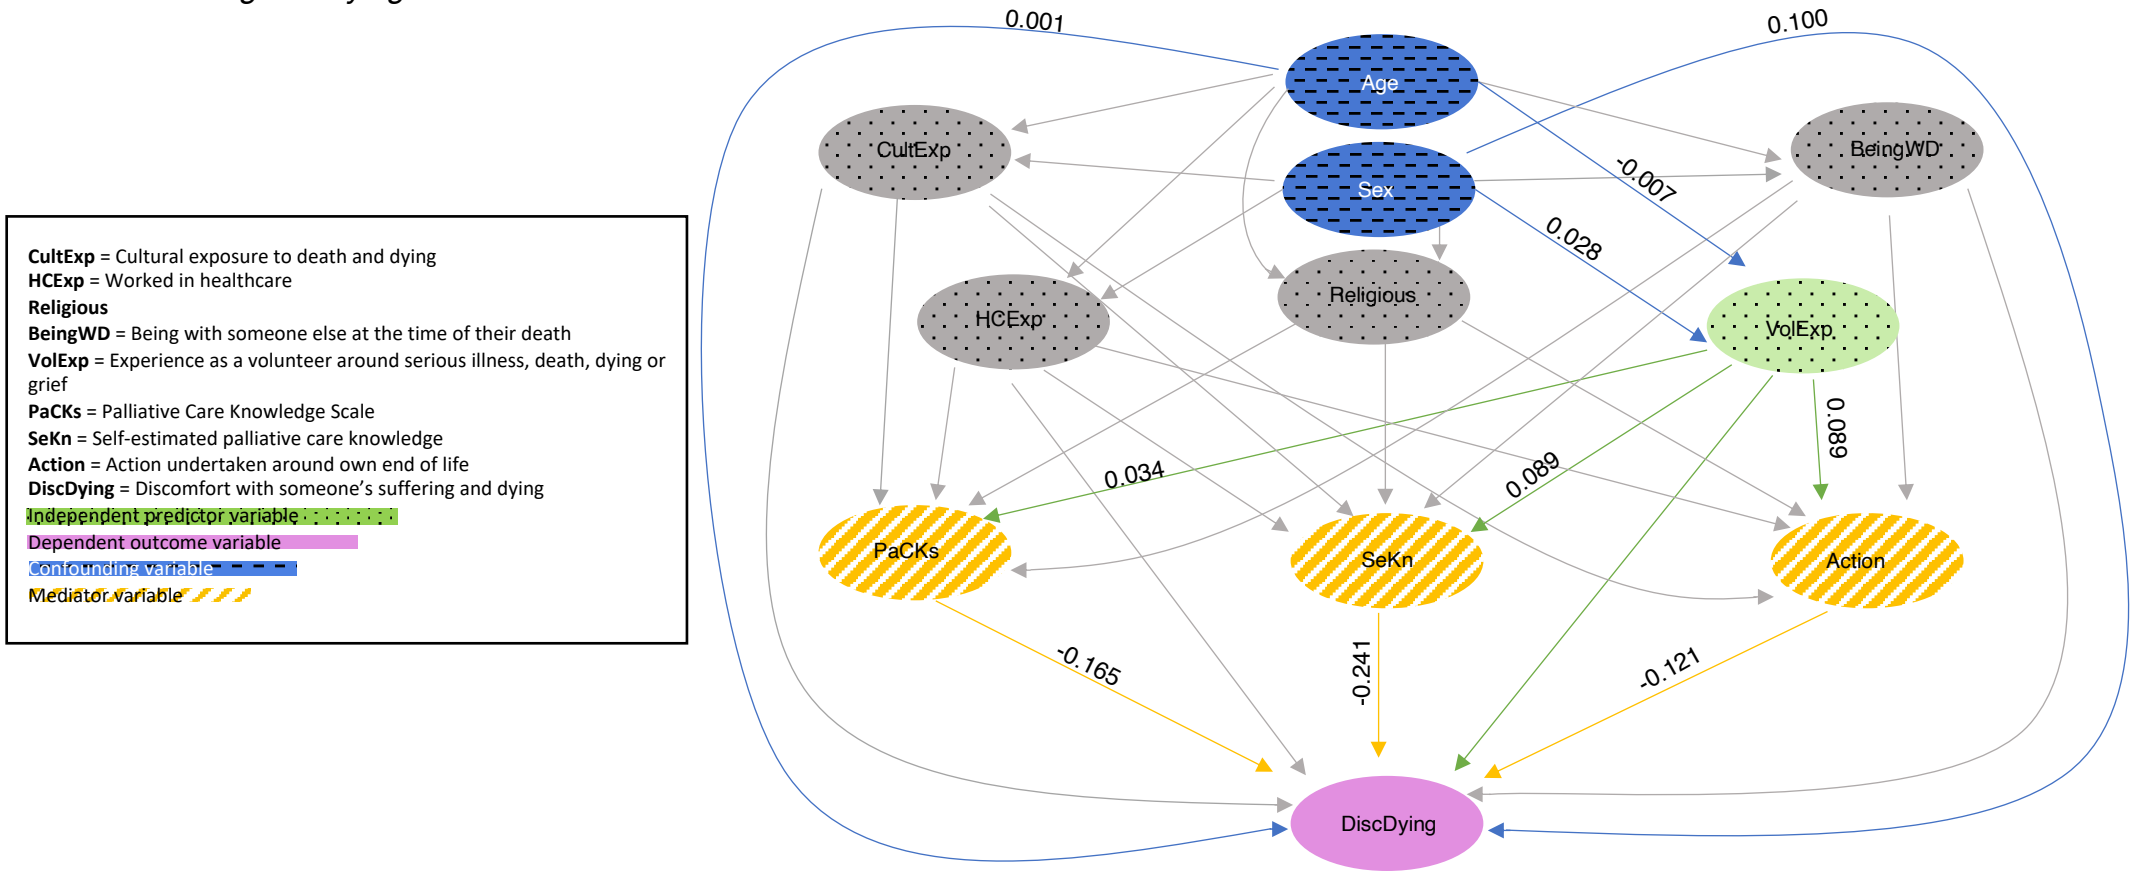 0.001
0.100
Age
CultExp
BeingWD
-0.007
Sex
0.028
CultExp = Cultural exposure to death and dying
HCExp = Worked in healthcare
Religious
BeingWD = Being with someone else at the time of their death
VolExp = Experience as a volunteer around serious illness, death, dying or
grief
PaCKs = Palliative Care Knowledge Scale
SeKn = Self-estimated palliative care knowledge
Action = Action undertaken around own end of life
DiscDying = Discomfort with someone’s suffering and dying
Independent predictor variable
Dependent outcome variable
Confounding variable
Mediator variable
Religious
HCExp
VolExp
0.089
0.034
0.089
PaCKs
SeKn
Action
-0.165
-0.241
-0.121
DiscDying